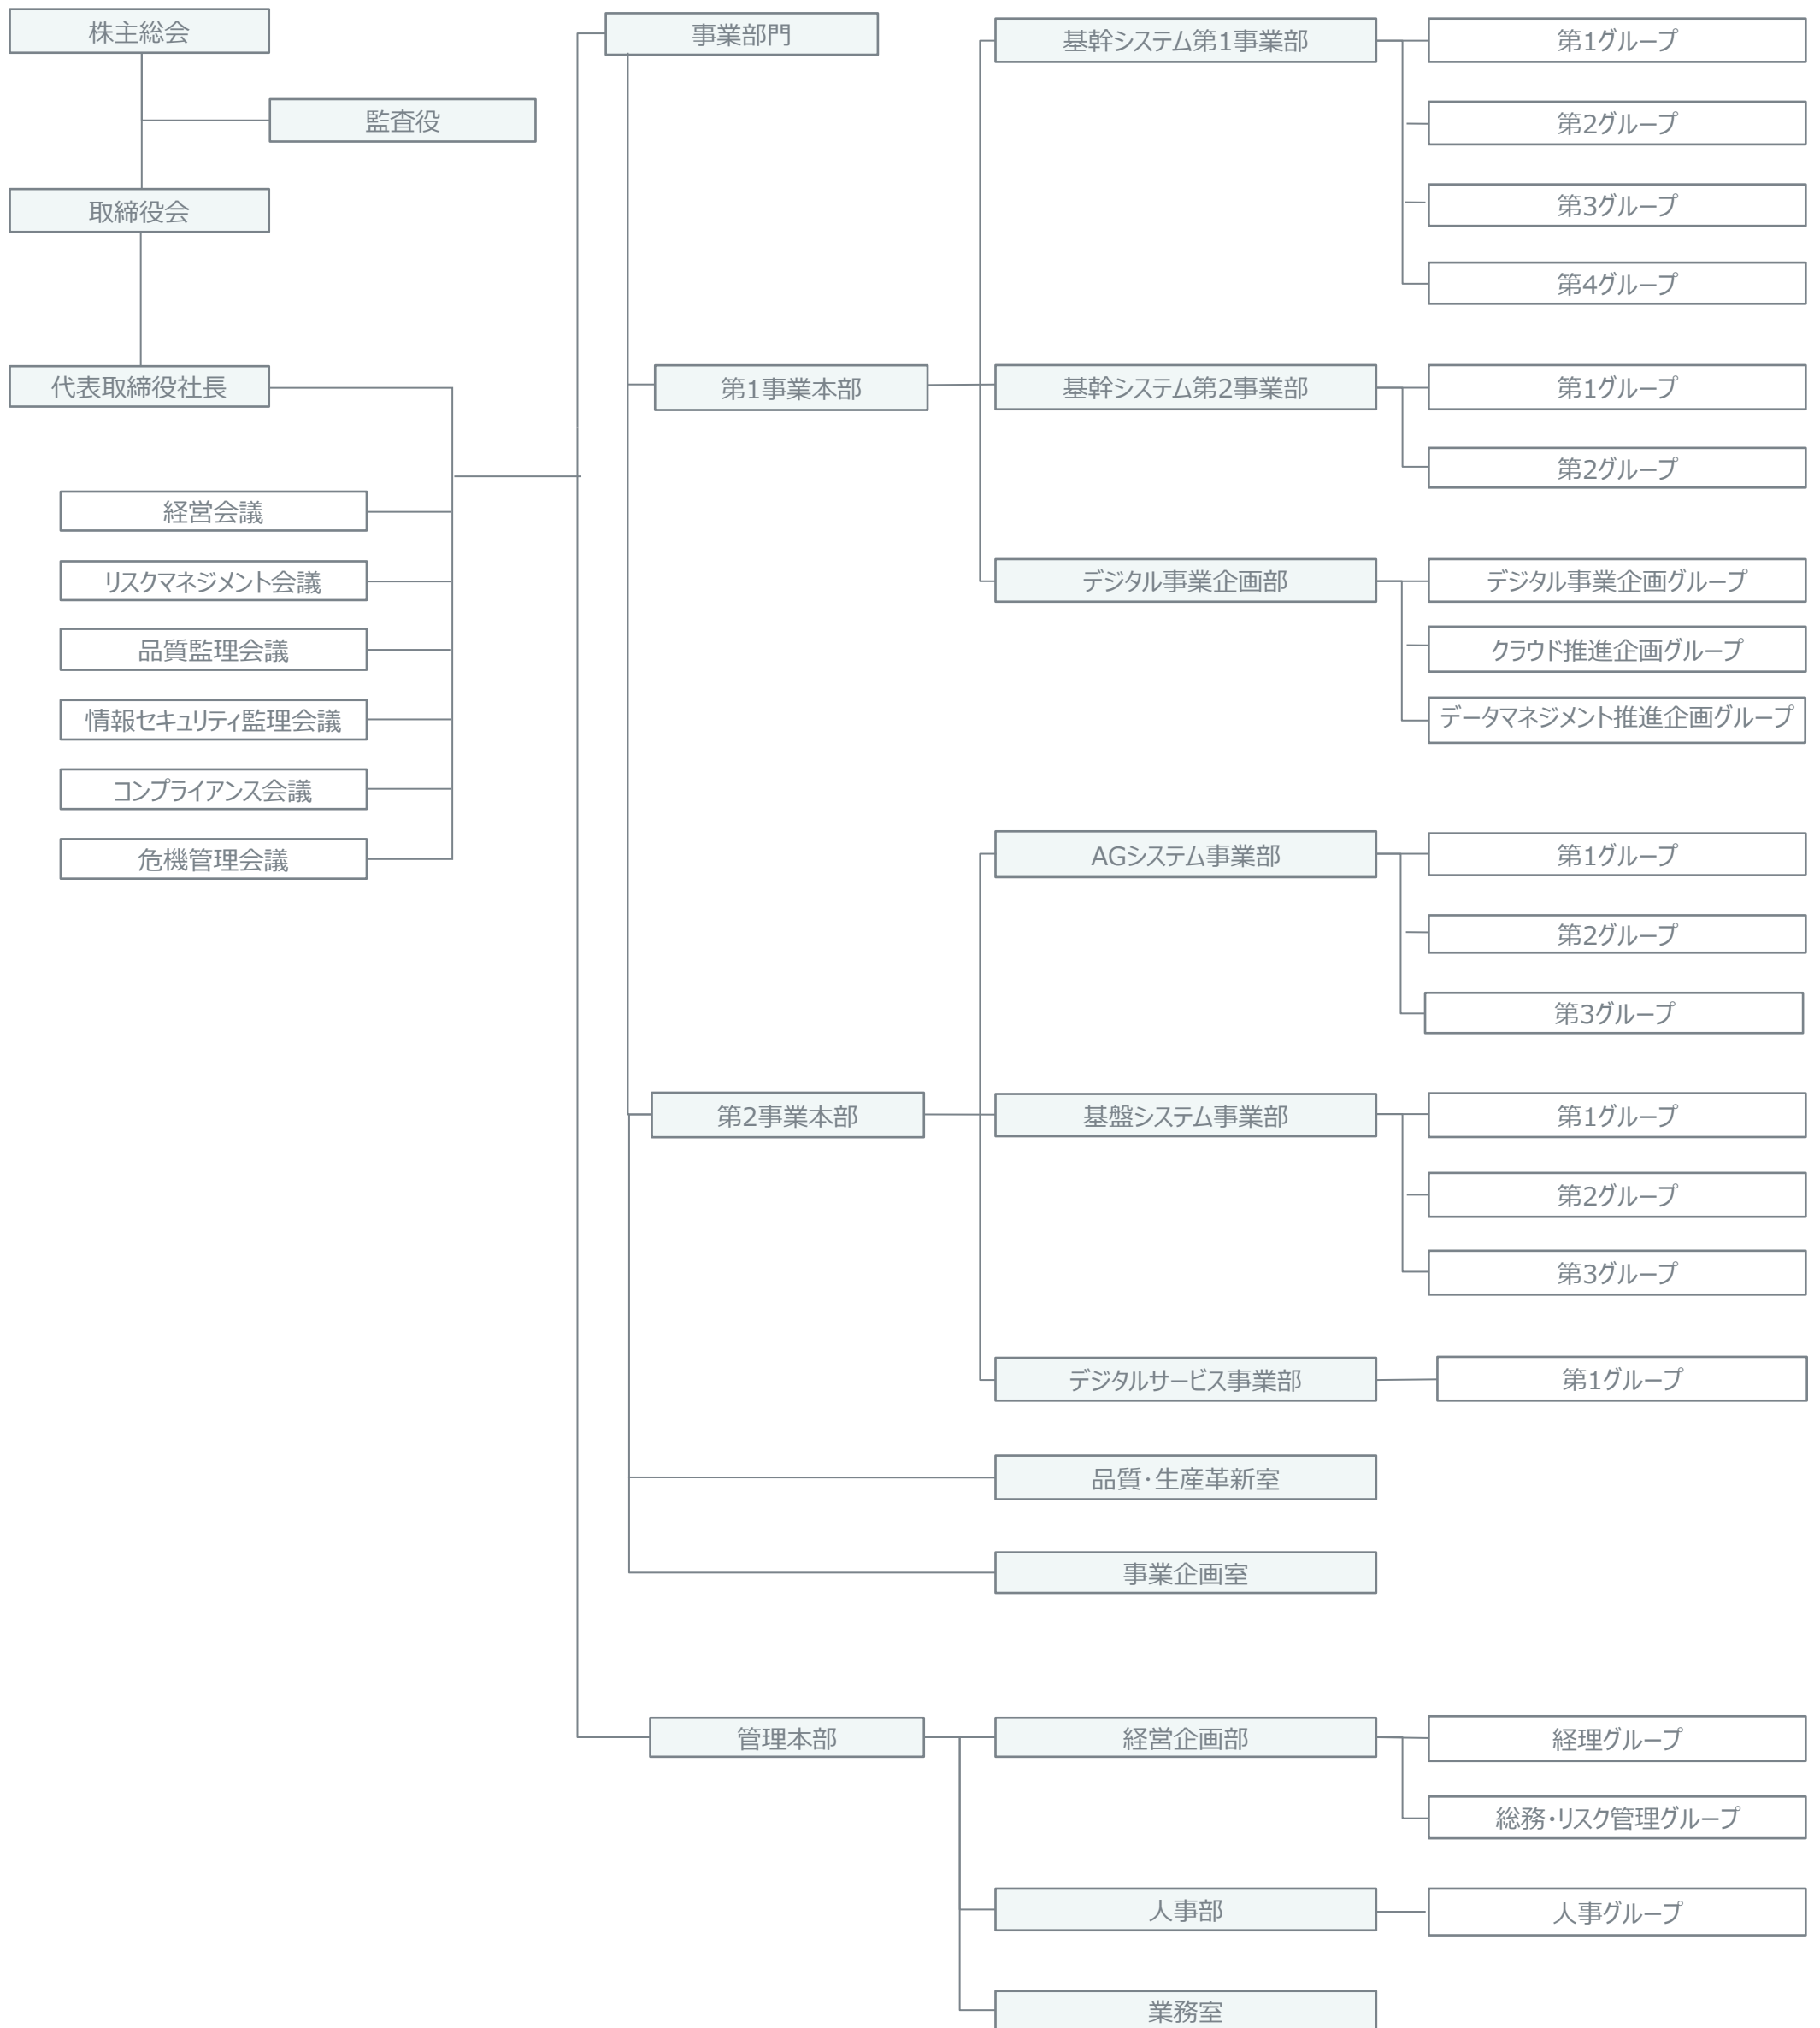 株主総会
監査役
取締役会
代表取締役社長
経営会議
リスクマネジメント会議
品質監理会議
情報セキュリティ監理会議
コンプライアンス会議
危機管理会議
事業部門
第1事業本部
基幹システム第1事業部
第1グループ
第2グループ
第3グループ
第4グループ
基幹システム第2事業部
第1グループ
第2グループ
デジタル事業企画部
デジタル事業企画グループ
クラウド推進企画グループ
データマネジメント推進企画グループ
第2事業本部
AGシステム事業部
第1グループ
第2グループ
第3グループ
基盤システム事業部
第1グループ
第2グループ
第3グループ
デジタルサービス事業部
第1グループ
品質・生産革新室
事業企画室
管理本部
経営企画部
経理グループ
総務・リスク管理グループ
人事部
人事グループ
業務室